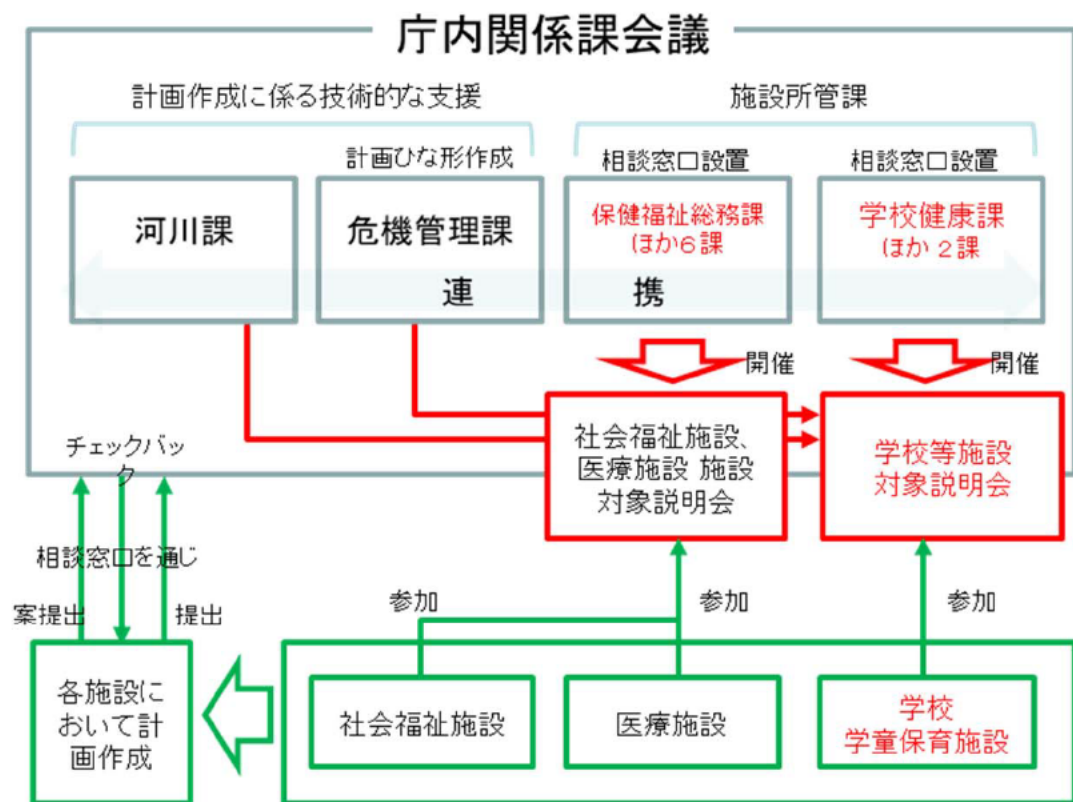 庁内関係課会議
計画作成に係る技術的な支援
施設所管課
計画ひな形作成
相談窓口設置
相談窓口設置
河川課
危機管理課
保健福祉総務課
ほか6課
学校健康課
ほか2課
連
携
開催
開催
社会福祉施設、
医療施設 施設
対象説明会
学校等施設
対象説明会
チェックバッ
ク
相談窓口を通じ
案提出
提出
参加
参加
参加
各施設に
おいて計
画作成
社会福祉施設
医療施設
学校
学童保育施設